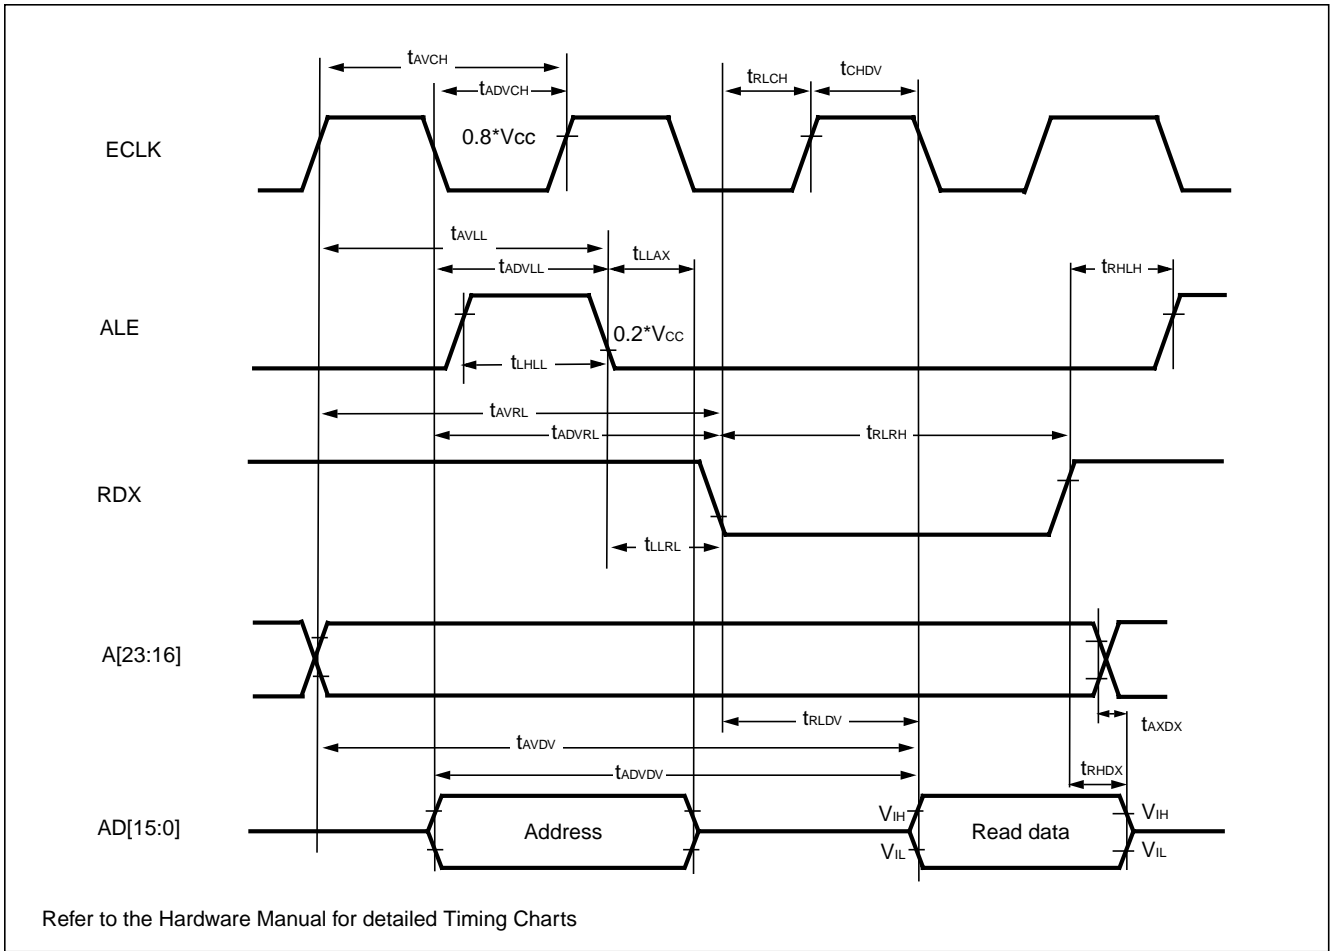 tAVCH
tRLCH
tCHDV
tADVCH
ECLK
0.8*Vcc
tAVLL
tLLAX
tADVLL
tRHLH
ALE
0.2*VCC
tLHLL
tAVRL
tADVRL
tRLRH
RDX
tLLRL
A[23:16]
tRLDV
tAXDX
tAVDV
tADVDV
tRHDX
VIH
VIH
AD[15:0]
Address
Read data
VIL
VIL
Refer to the Hardware Manual for detailed Timing Charts